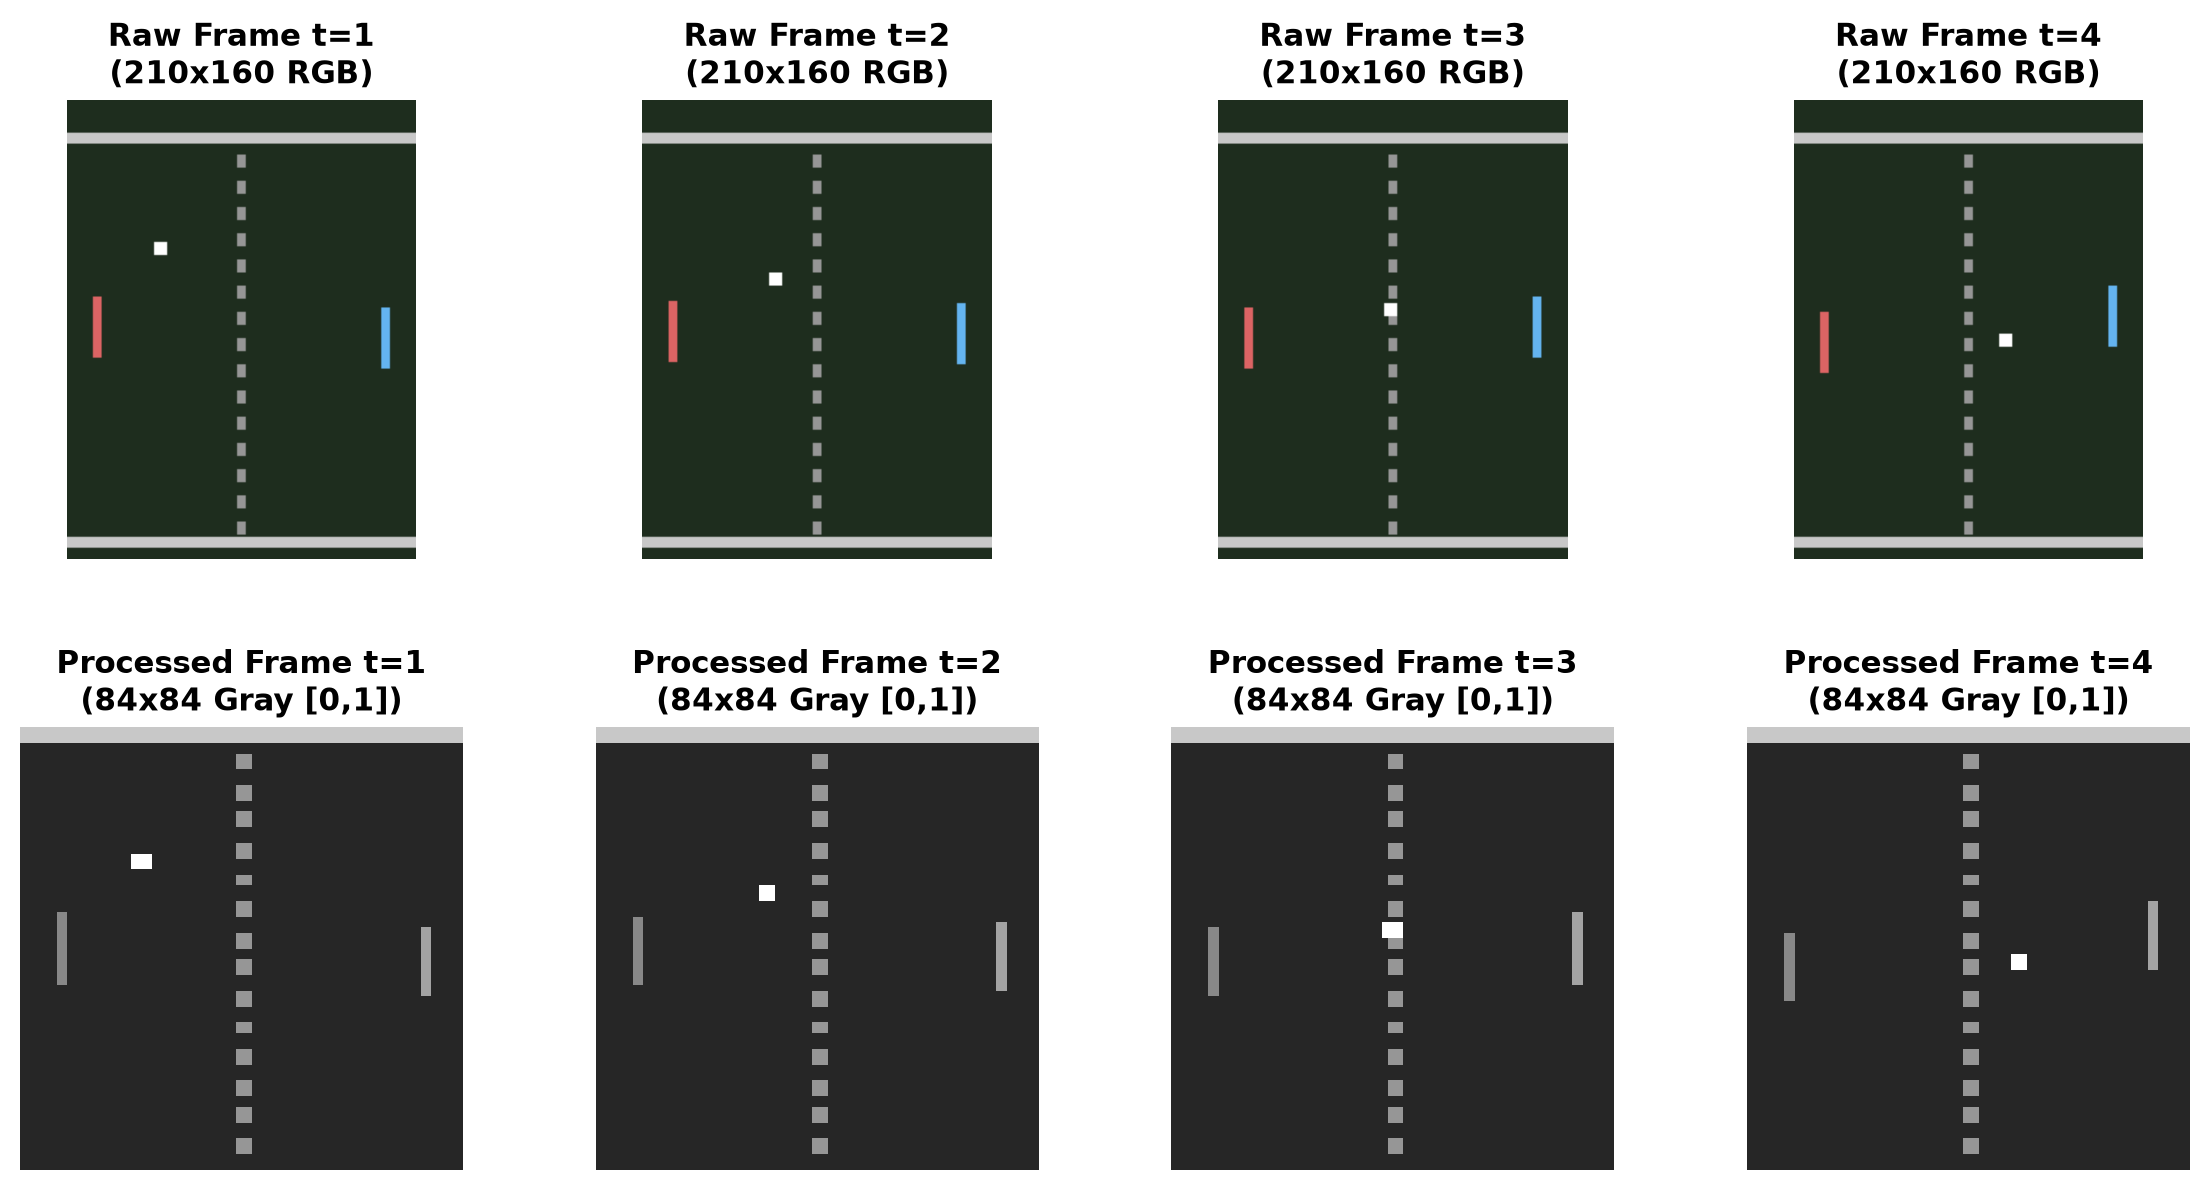 Raw Frame t=1
(210x160 RGB)
Raw Frame t=2
(210x160 RGB)
Raw Frame t=3
(210x160 RGB)
Raw Frame t=4
(210x160 RGB)
Processed Frame t=1
(84x84 Gray [0,1])
Processed Frame t=2
(84x84 Gray [0,1])
Processed Frame t=3
(84x84 Gray [0,1])
Processed Frame t=4
(84x84 Gray [0,1])